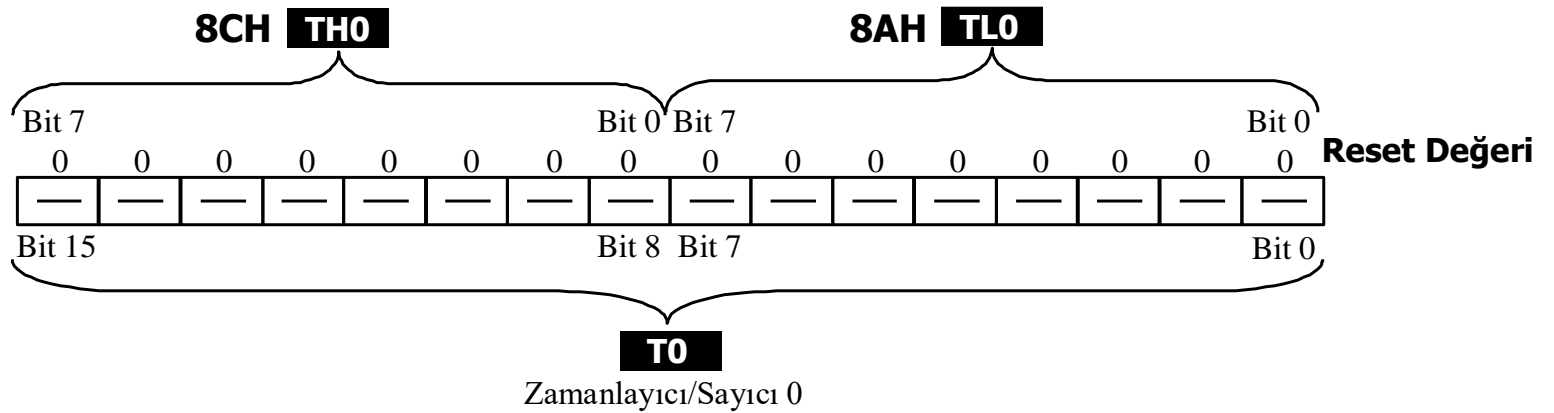 8CH TH0 8AH TL0
Bit 7 Bit 0 Bit 7 Bit 0
0 0 0 0 0 0 0 0 0 0 0 0 0 0 0 0 Reset Değeri
Bit 15 Bit 8 Bit 7 Bit 0
T0
Zamanlayıcı/Sayıcı 0